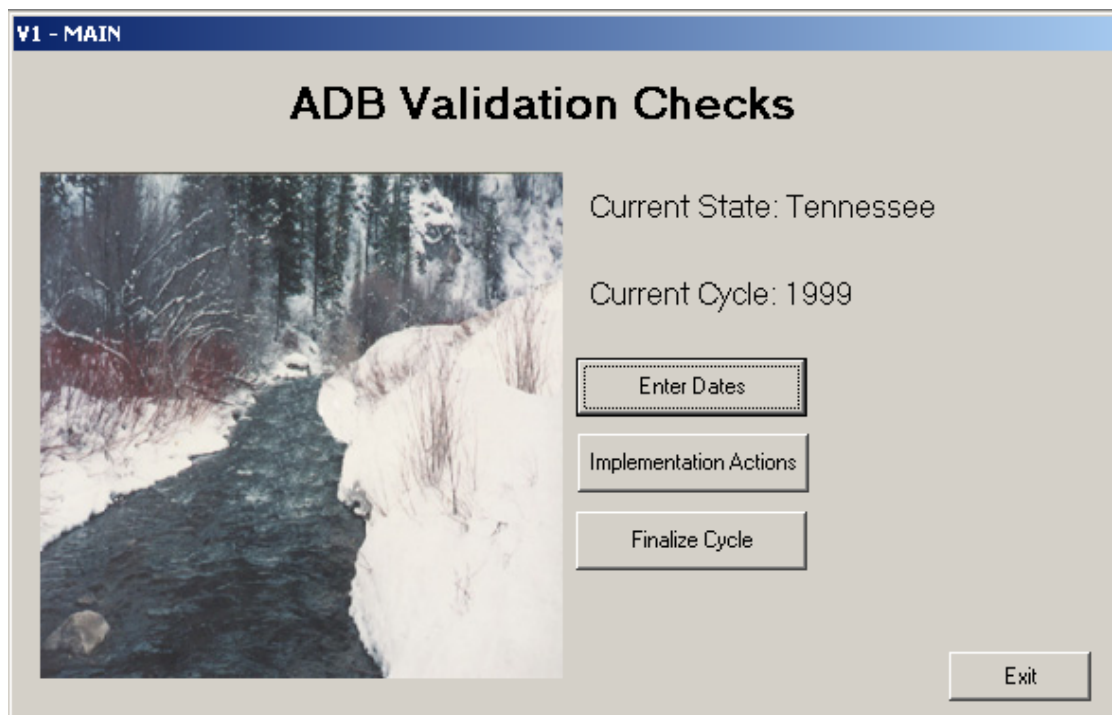 V1 - MAIN
ADB Validation Checks
Current State: Tennessee
Current Cycle: 1999
Enter Dates
Implementation Actions
Finalize Cycle
Exit